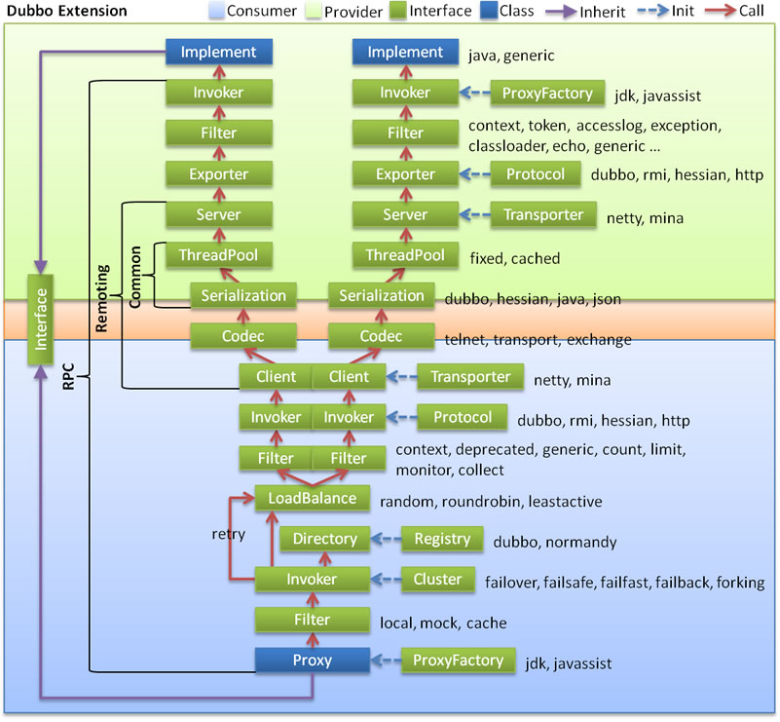 Dubbo Extension
Consumer
Provider
Interface
Class
Inherit
Init
Call
Implement
Implement
java, generic
Invoker
Invoker
ProxyFactory
jdk, javassist
Filter
Filter
context, token, accesslog, exception,
classloader, echo, generic ...
Exporter
Exporter
Protocol
dubbo, rmi, hessian, http
Server
Server
Transporter
netty, mina
ThreadPool
ThreadPool
fixed, cached
Common
Remoting
RPC
Interface
Serialization
Serialization
dubbo, hessian, java, json
Codec
Codec
telnet, transport, exchange
Client
Client
Transporter
netty, mina
Invoker
Invoker
Protocol
dubbo, rmi, hessian, http
Filter
Filter
context, deprecated, generic, count, limit,
monitor, collect
LoadBalance
random, roundrobin, leastactive
retry
Directory
Registry
dubbo, normandy
Invoker
Cluster
failover, failsafe, failfast, failback, forking
Filter
local, mock, cache
Proxy
ProxyFactory
jdk, javassist